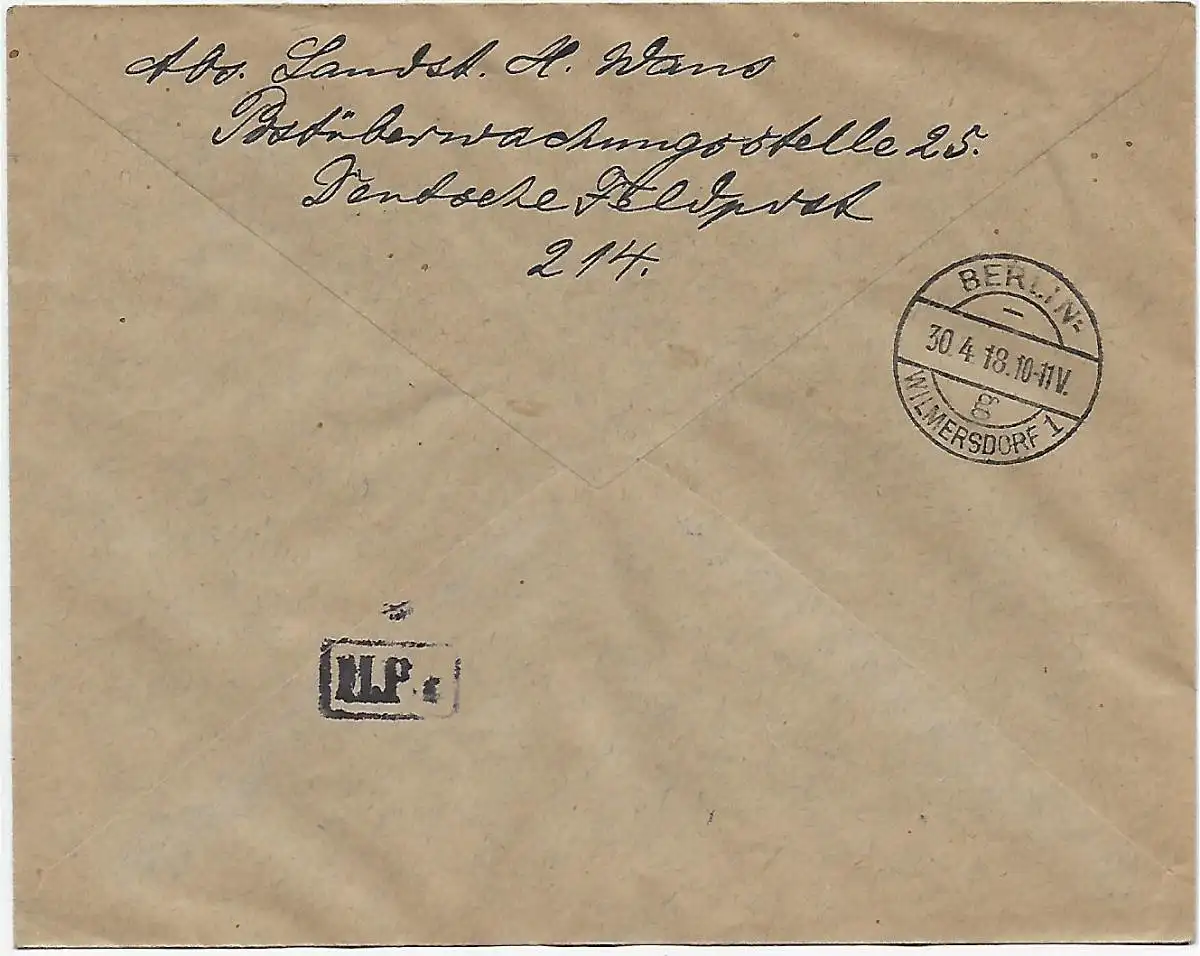 Abs. Landst. H. Wans
Postüberwachungsstelle 25.
Deutsche Feldpost
214.
BERLIN-
30.4.18.10-11V.
g
WILMERSDORF 1